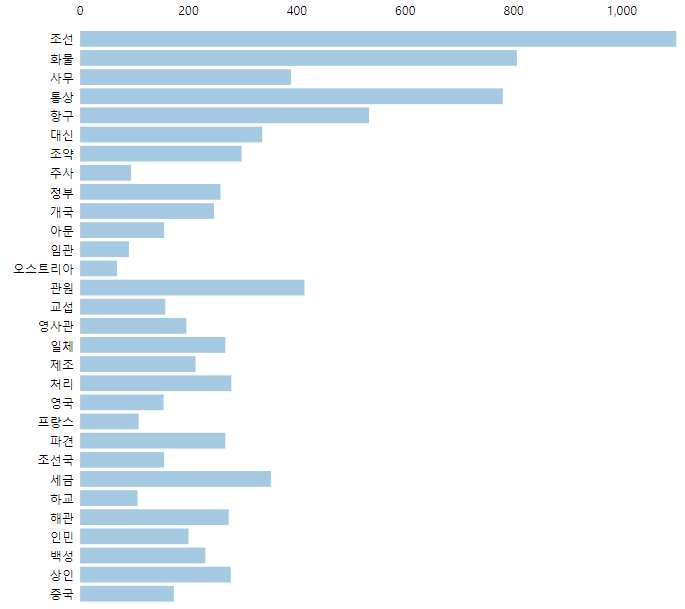 0 200 400 600 800 1,000
조선
화물
사무
통상
항구
대신
조약
주사
정부
개국
아문
임관
오스트리아
관원
교섭
영사관
일체
제조
처리
영국
프랑스
파견
조선국
세금
하교
해관
인민
백성
상인
중국